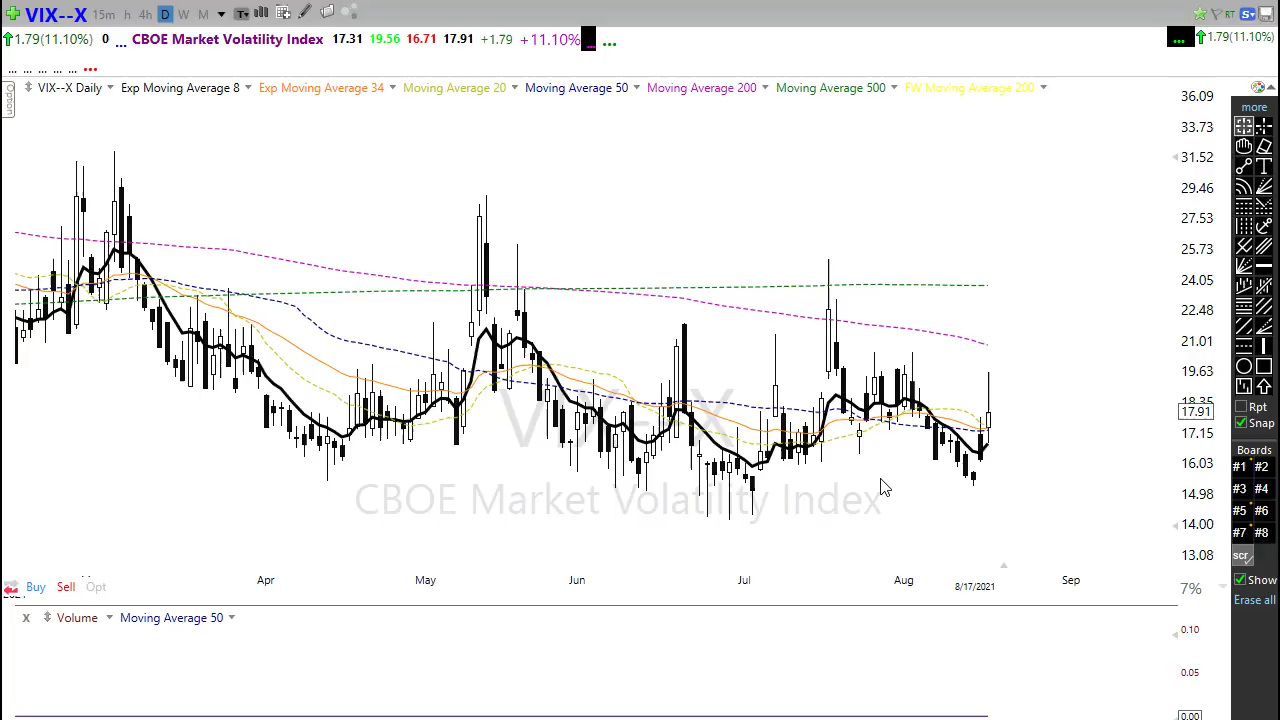 VIX--X 15m h 4h D W M T RT S
1.79(11.10%) 0 ... CBOE Market Volatility Index 17.31 19.56 16.71 17.91 +1.79 +11.10% ... ... ... 1.79(11.10%)
... ... ... ... ... ...
Option
VIX--X Daily Exp Moving Average 8 Exp Moving Average 34 Moving Average 20 Moving Average 50 Moving Average 200 Moving Average 500 FW Moving Average 200
36.09
33.73
31.52
29.46
27.53
25.73
24.05
22.48
21.01
19.63
18.35
17.91
17.15
16.03
14.98
14.00
13.08
VIX--X
CBOE Market Volatility Index
Apr May Jun Jul Aug 8/17/2021 Sep
Buy Sell Opt
7%
X Volume Moving Average 50
0.10
0.05
0.00
more
T
Rpt
Snap
Boards
#1 #2
#3 #4
#5 #6
#7 #8
scr
Show
Erase all